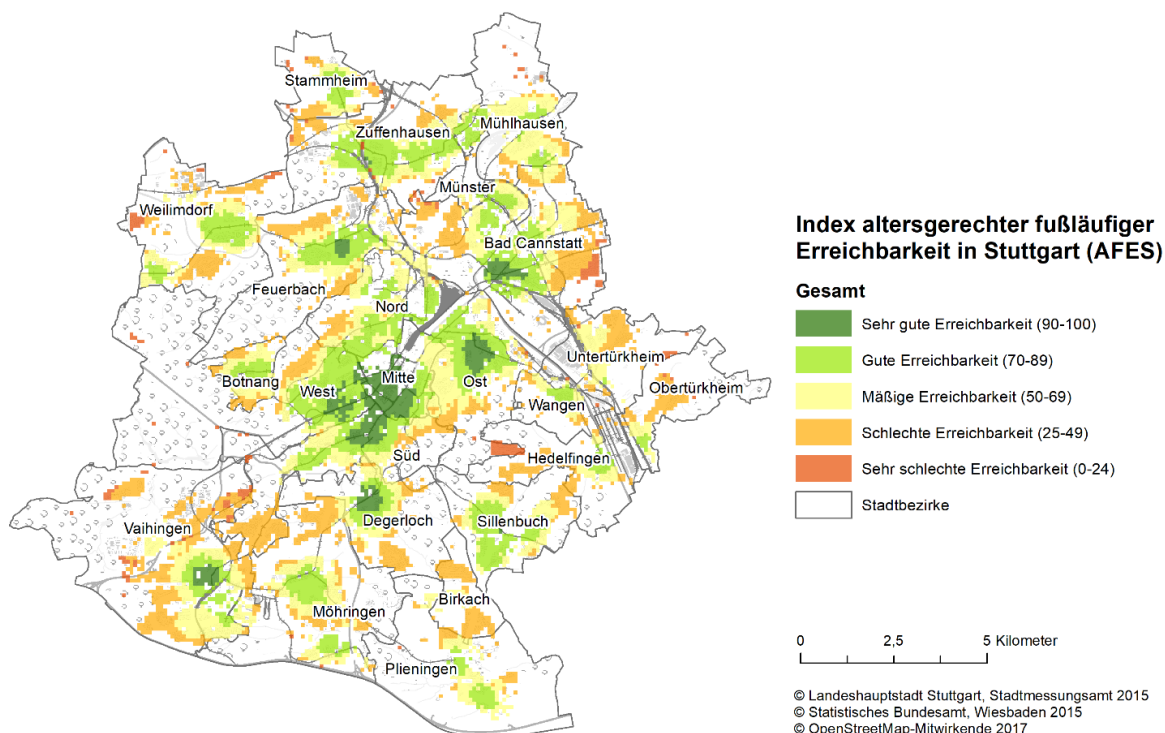 Stammheim
Zuffenhausen
Mühlhausen
Münster
Weilimdorf
Bad Cannstatt
Feuerbach
Nord
Untertürkheim
Botnang
West
Mitte
Ost
Obertürkheim
Wangen
Süd
Hedelfingen
Vaihingen
Degerloch
Sillenbuch
Birkach
Möhringen
Plieningen
Index altersgerechter fußläufiger
Erreichbarkeit in Stuttgart (AFES)
Gesamt
Sehr gute Erreichbarkeit (90-100)
Gute Erreichbarkeit (70-89)
Mäßige Erreichbarkeit (50-69)
Schlechte Erreichbarkeit (25-49)
Sehr schlechte Erreichbarkeit (0-24)
Stadtbezirke
0 2,5 5 Kilometer
© Landeshauptstadt Stuttgart, Stadtmessungsamt 2015
© Statistisches Bundesamt, Wiesbaden 2015
© OpenStreetMap-Mitwirkende 2017